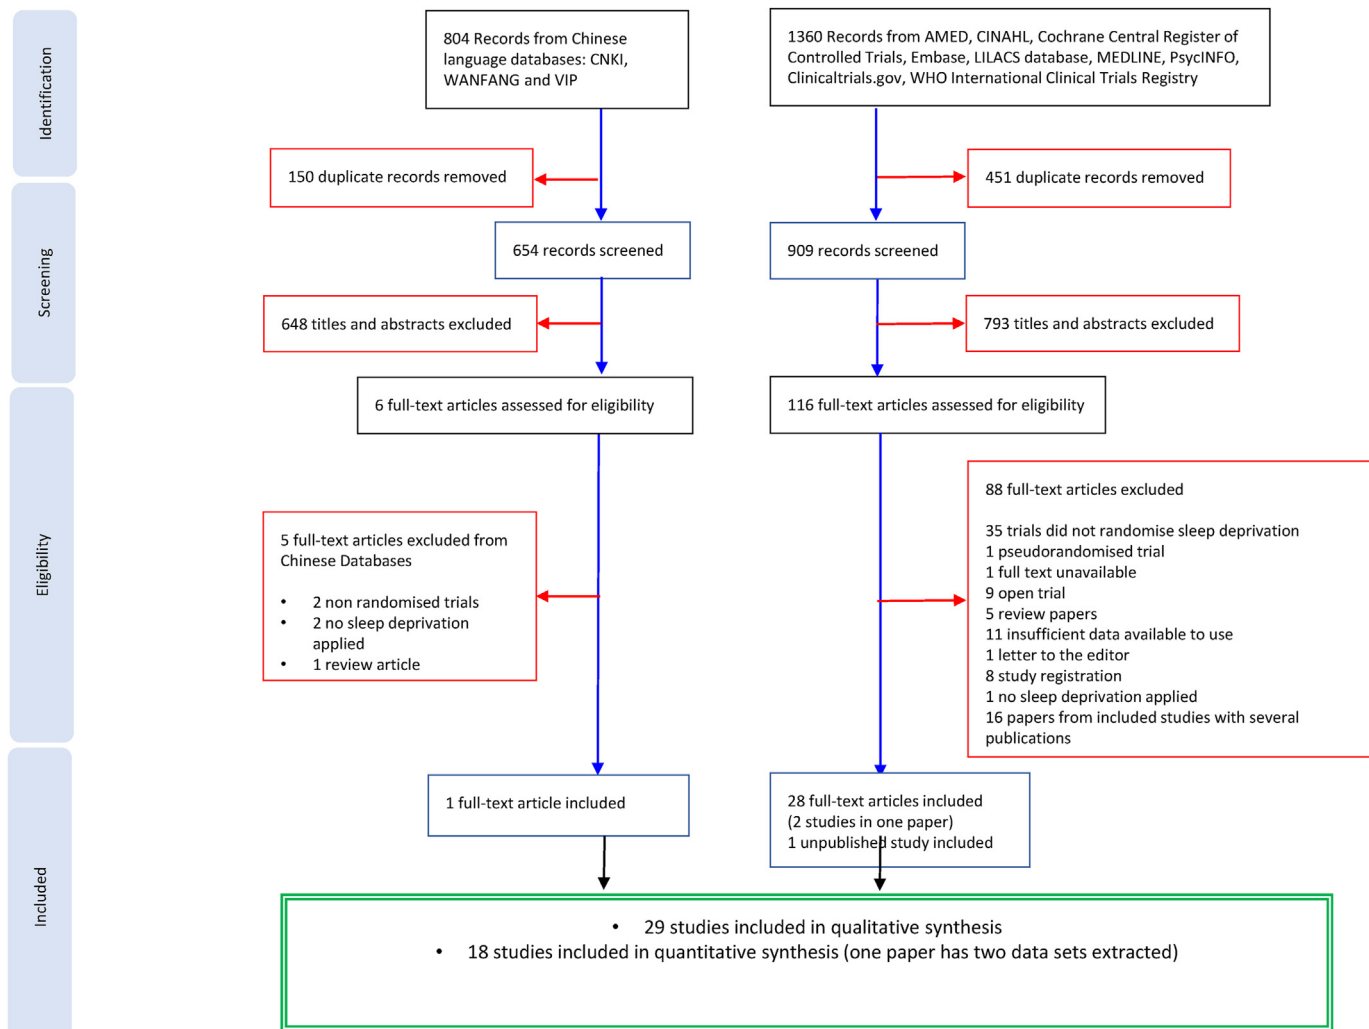 Identification
804 Records from Chinese
language databases: CNKI,
WANFANG and VIP
1360 Records from AMED, CINAHL, Cochrane Central Register of
Controlled Trials, Embase, LILACS database, MEDLINE, PsycINFO,
Clinicaltrials.gov, WHO International Clinical Trials Registry
150 duplicate records removed
451 duplicate records removed
Screening
654 records screened
909 records screened
648 titles and abstracts excluded
793 titles and abstracts excluded
Eligibility
6 full-text articles assessed for eligibility
116 full-text articles assessed for eligibility
5 full-text articles excluded from
Chinese Databases
• 2 non randomised trials
• 2 no sleep deprivation
applied
• 1 review article
88 full-text articles excluded
35 trials did not randomise sleep deprivation
1 pseudorandomised trial
1 full text unavailable
9 open trial
5 review papers
11 insufficient data available to use
1 letter to the editor
8 study registration
1 no sleep deprivation applied
16 papers from included studies with several
publications
Included
1 full-text article included
28 full-text articles included
(2 studies in one paper)
1 unpublished study included
• 29 studies included in qualitative synthesis
• 18 studies included in quantitative synthesis (one paper has two data sets extracted)